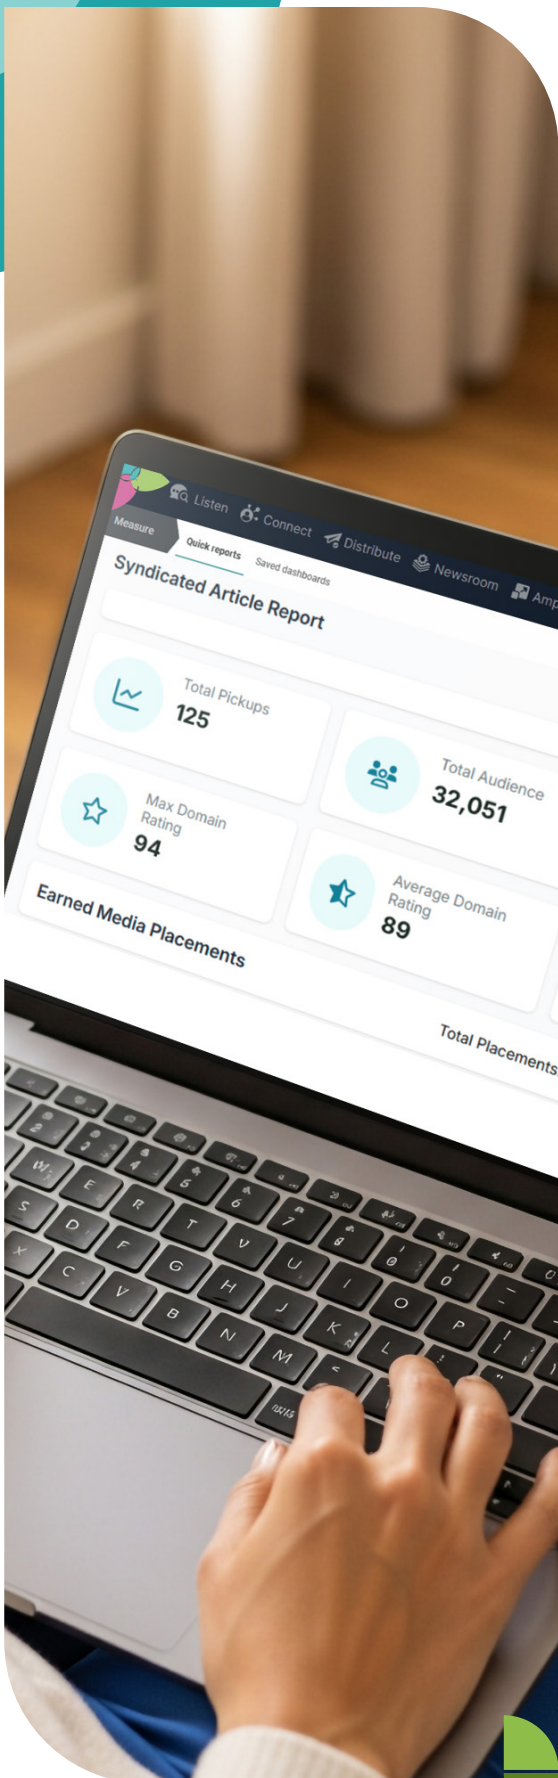 Listen
Connect
Distribute
Newsroom
Measure
Quick reports
Saved dashboards
Syndicated Article Report
Total Pickups
125
Total Audience
32,051
Max Domain
Rating
94
Average Domain
Rating
89
Earned Media Placements
Total Placements
W E R T V U I O P
S D F G H J K L
X C V B N M